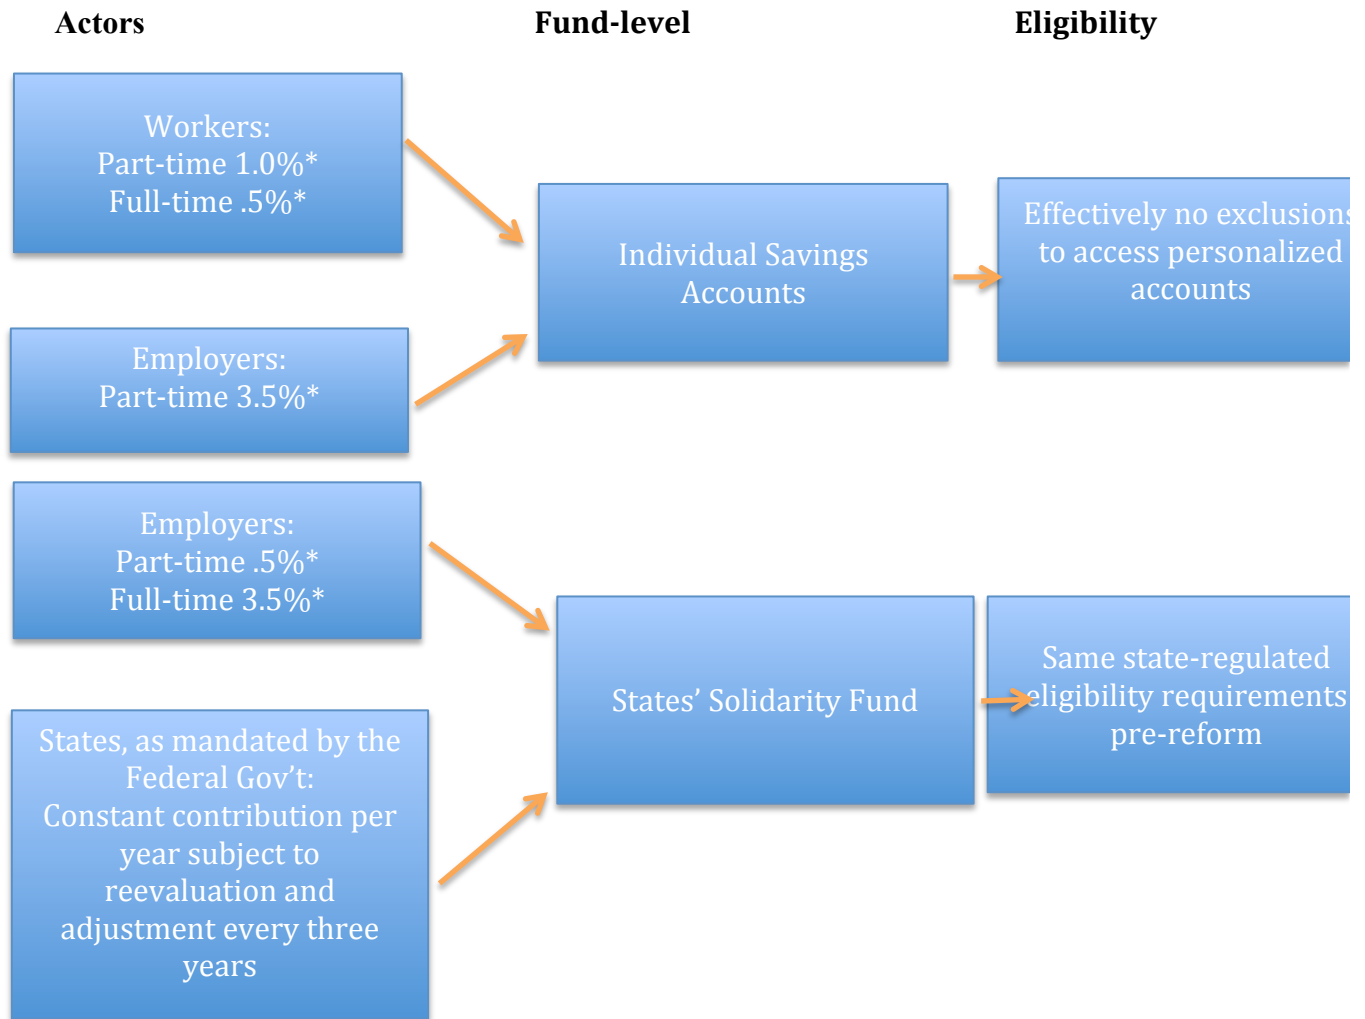 Actors
Fund-level
Eligibility
Workers:
Part-time 1.0%*
Full-time .5%*
Employers:
Part-time 3.5%*
Individual Savings
Accounts
Effectively no exclusions
to access personalized
accounts
Employers:
Part-time .5%*
Full-time 3.5%*
States, as mandated by the
Federal Gov’t:
Constant contribution per
year subject to
reevaluation and
adjustment every three
years
States’ Solidarity Fund
Same state-regulated
eligibility requirements
pre-reform